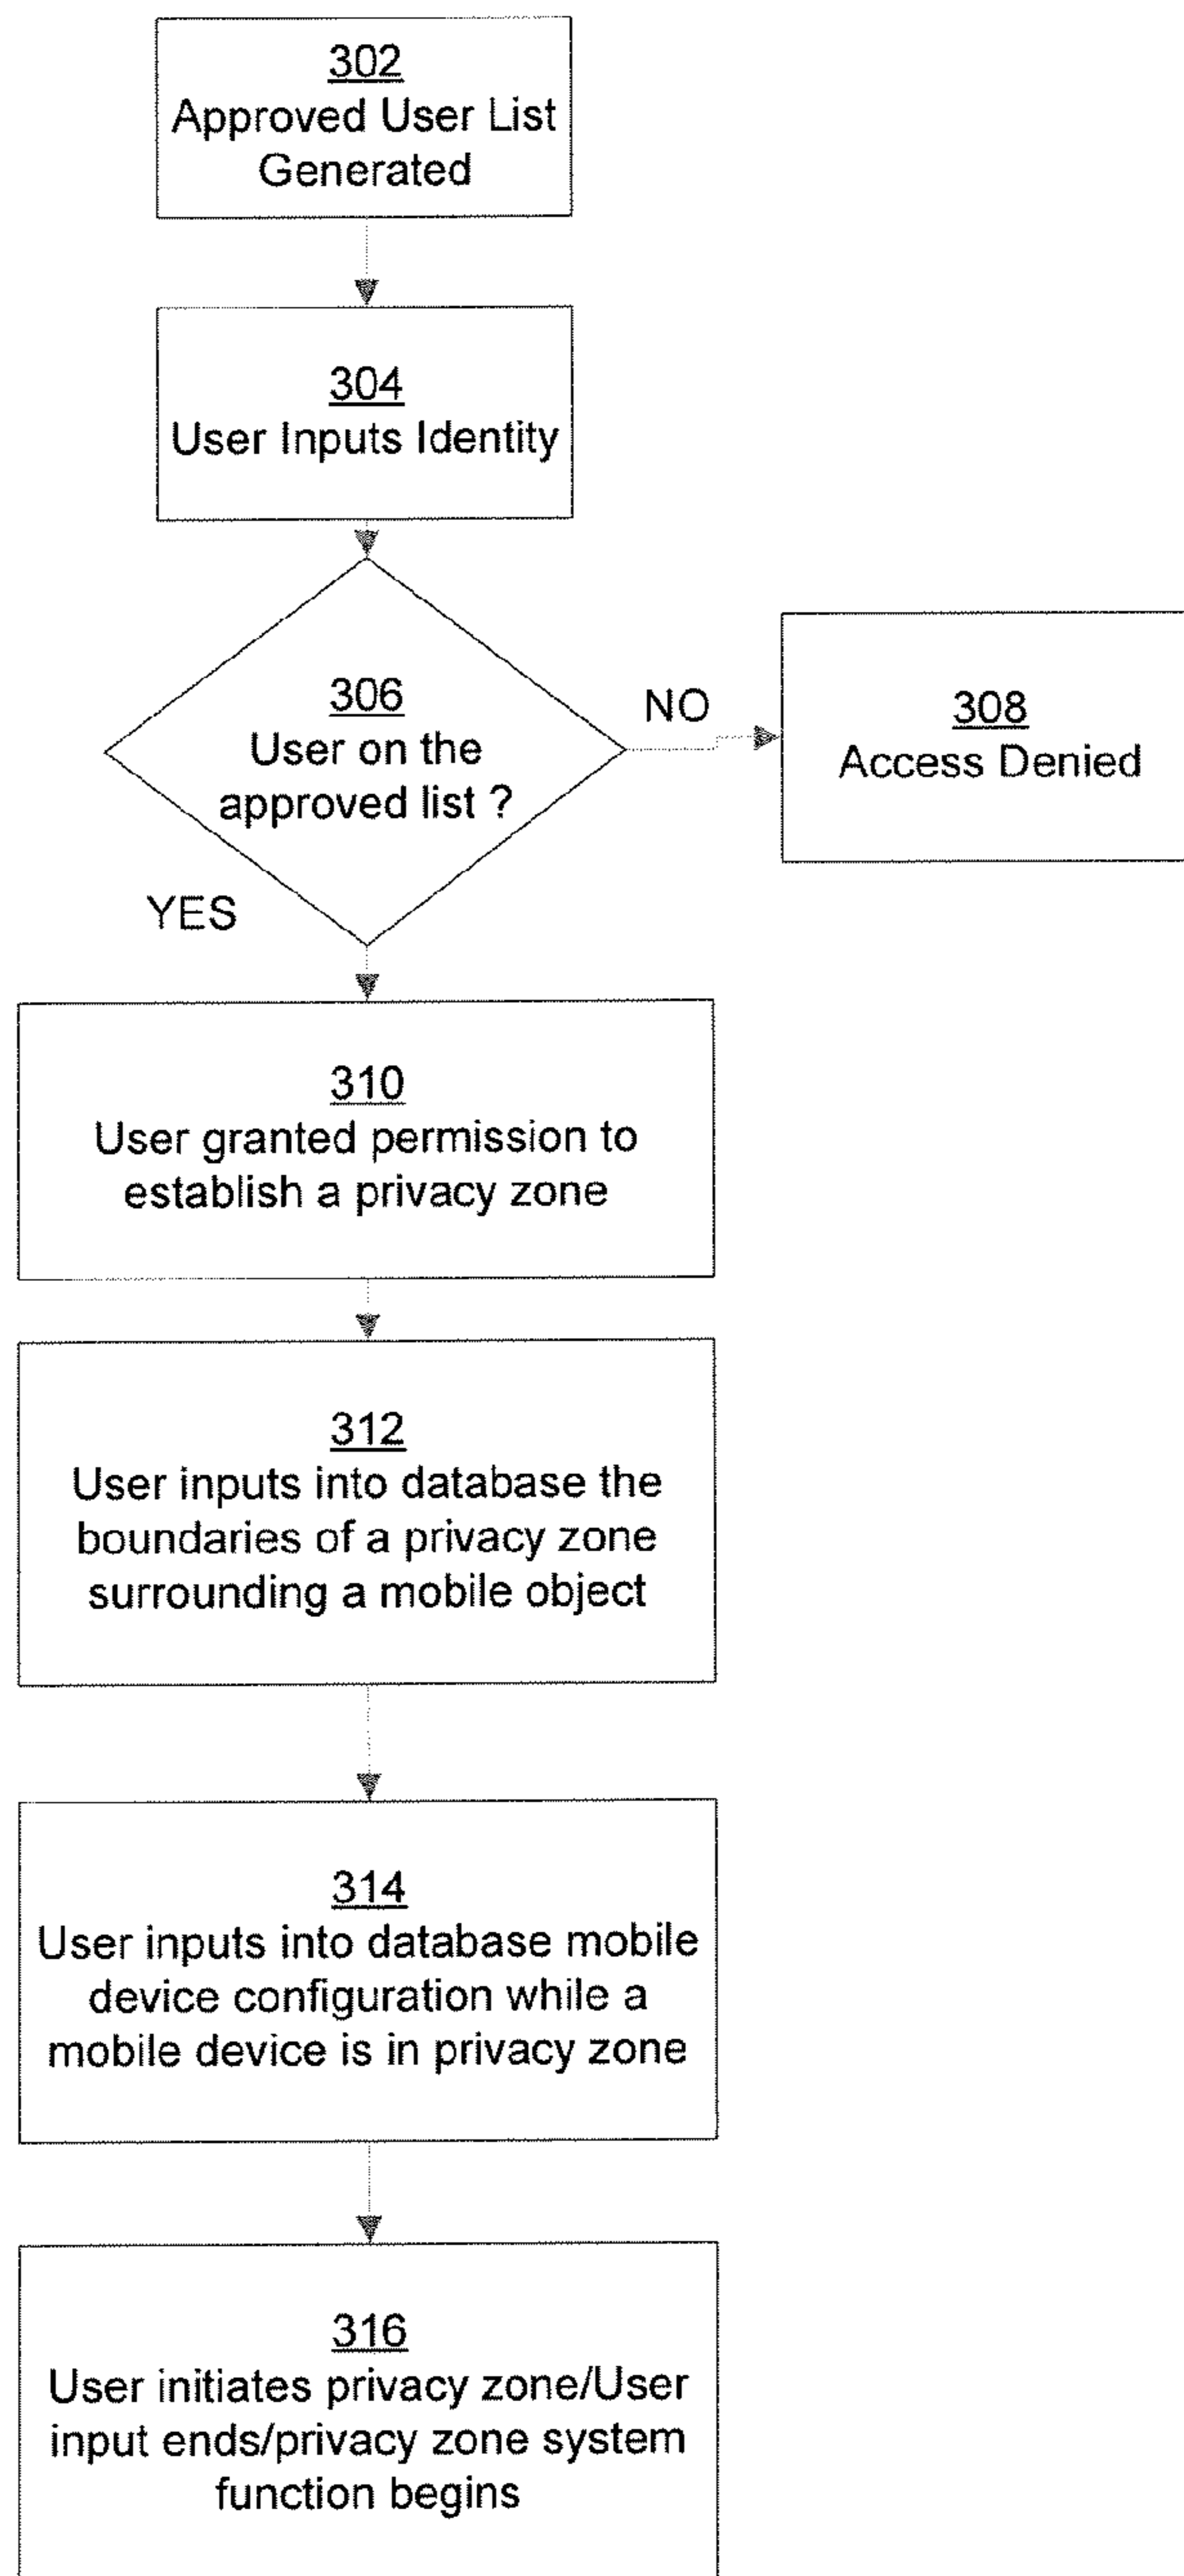 302
Approved User List
Generated
304
User Inputs Identity
306
User on the
approved list ?
NO
308
Access Denied
YES
310
User granted permission to
establish a privacy zone
312
User inputs into database the
boundaries of a privacy zone
surrounding a mobile object
314
User inputs into database mobile
device configuration while a
mobile device is in privacy zone
316
User initiates privacy zone/User
input ends/privacy zone system
function begins